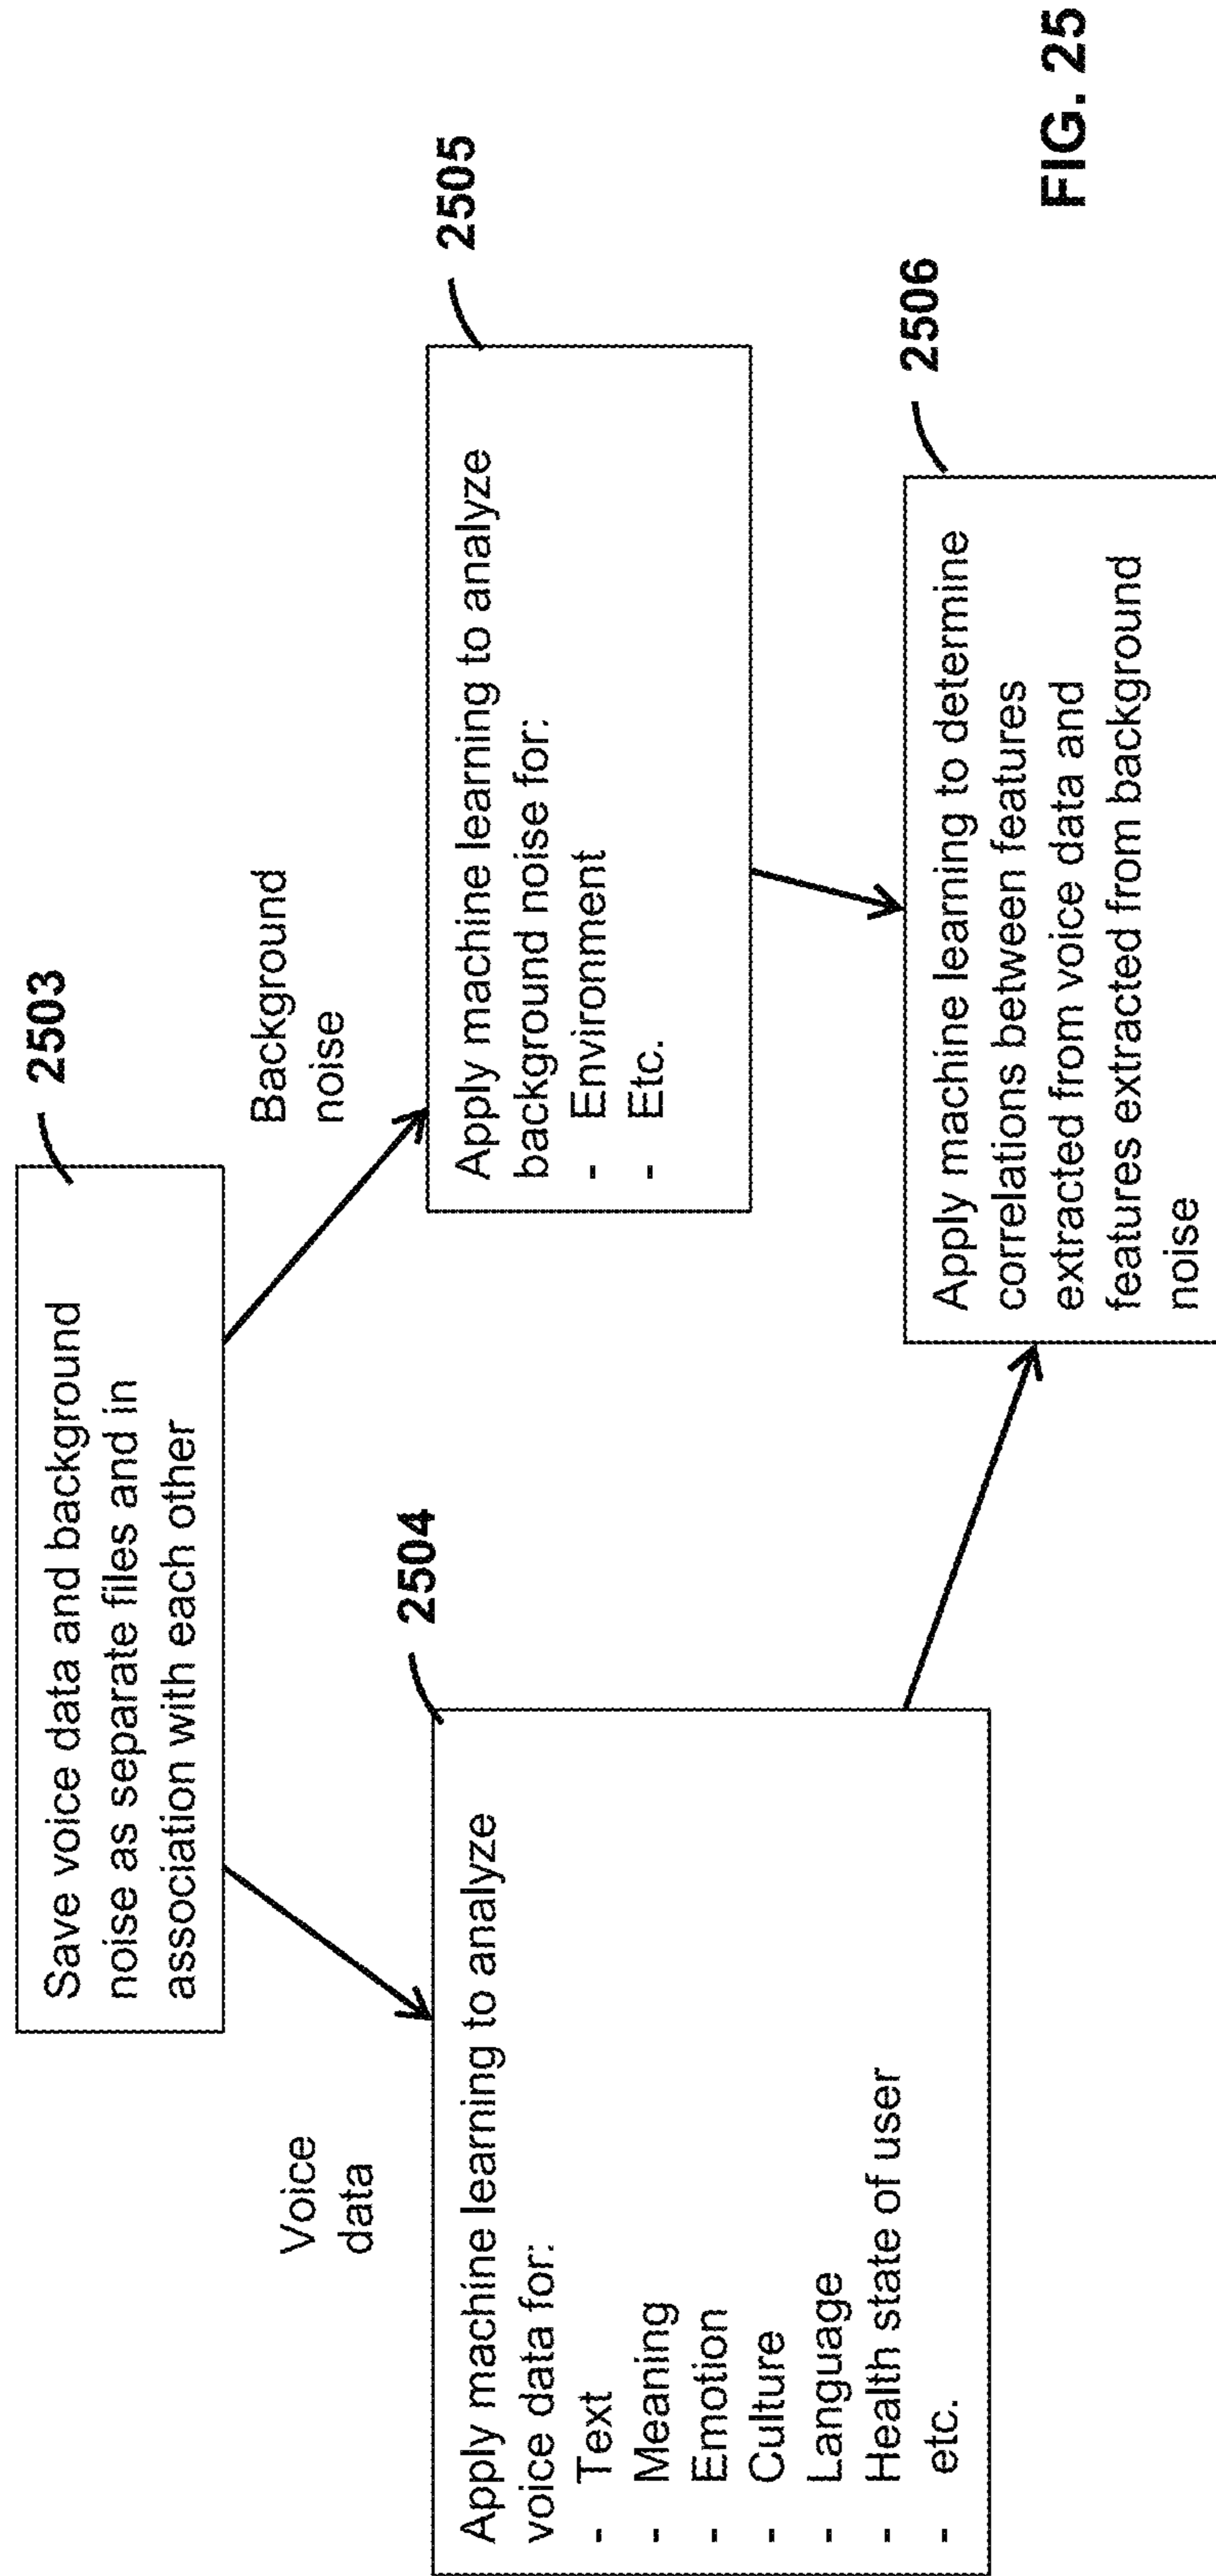 2503
Save voice data and background
noise as separate files and in
association with each other
Voice
data
Background
noise
2504
Apply machine learning to analyze
voice data for:
- Text
- Meaning
- Emotion
- Culture
- Language
- Health state of user
- etc.
2505
Apply machine learning to analyze
background noise for:
- Environment
- Etc.
2506
Apply machine learning to determine
correlations between features
extracted from voice data and
features extracted from background
noise
FIG. 25